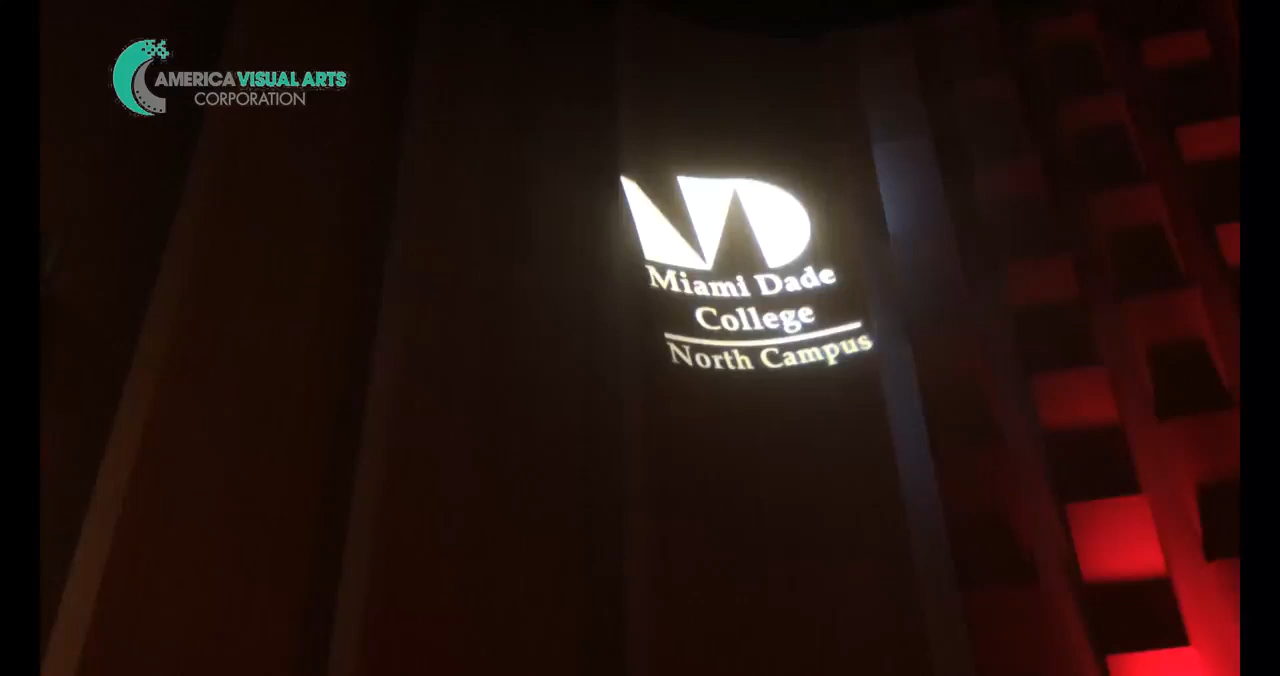 AMERICA VISUAL ARTS
CORPORATION
Miami Dade
College
North Campus